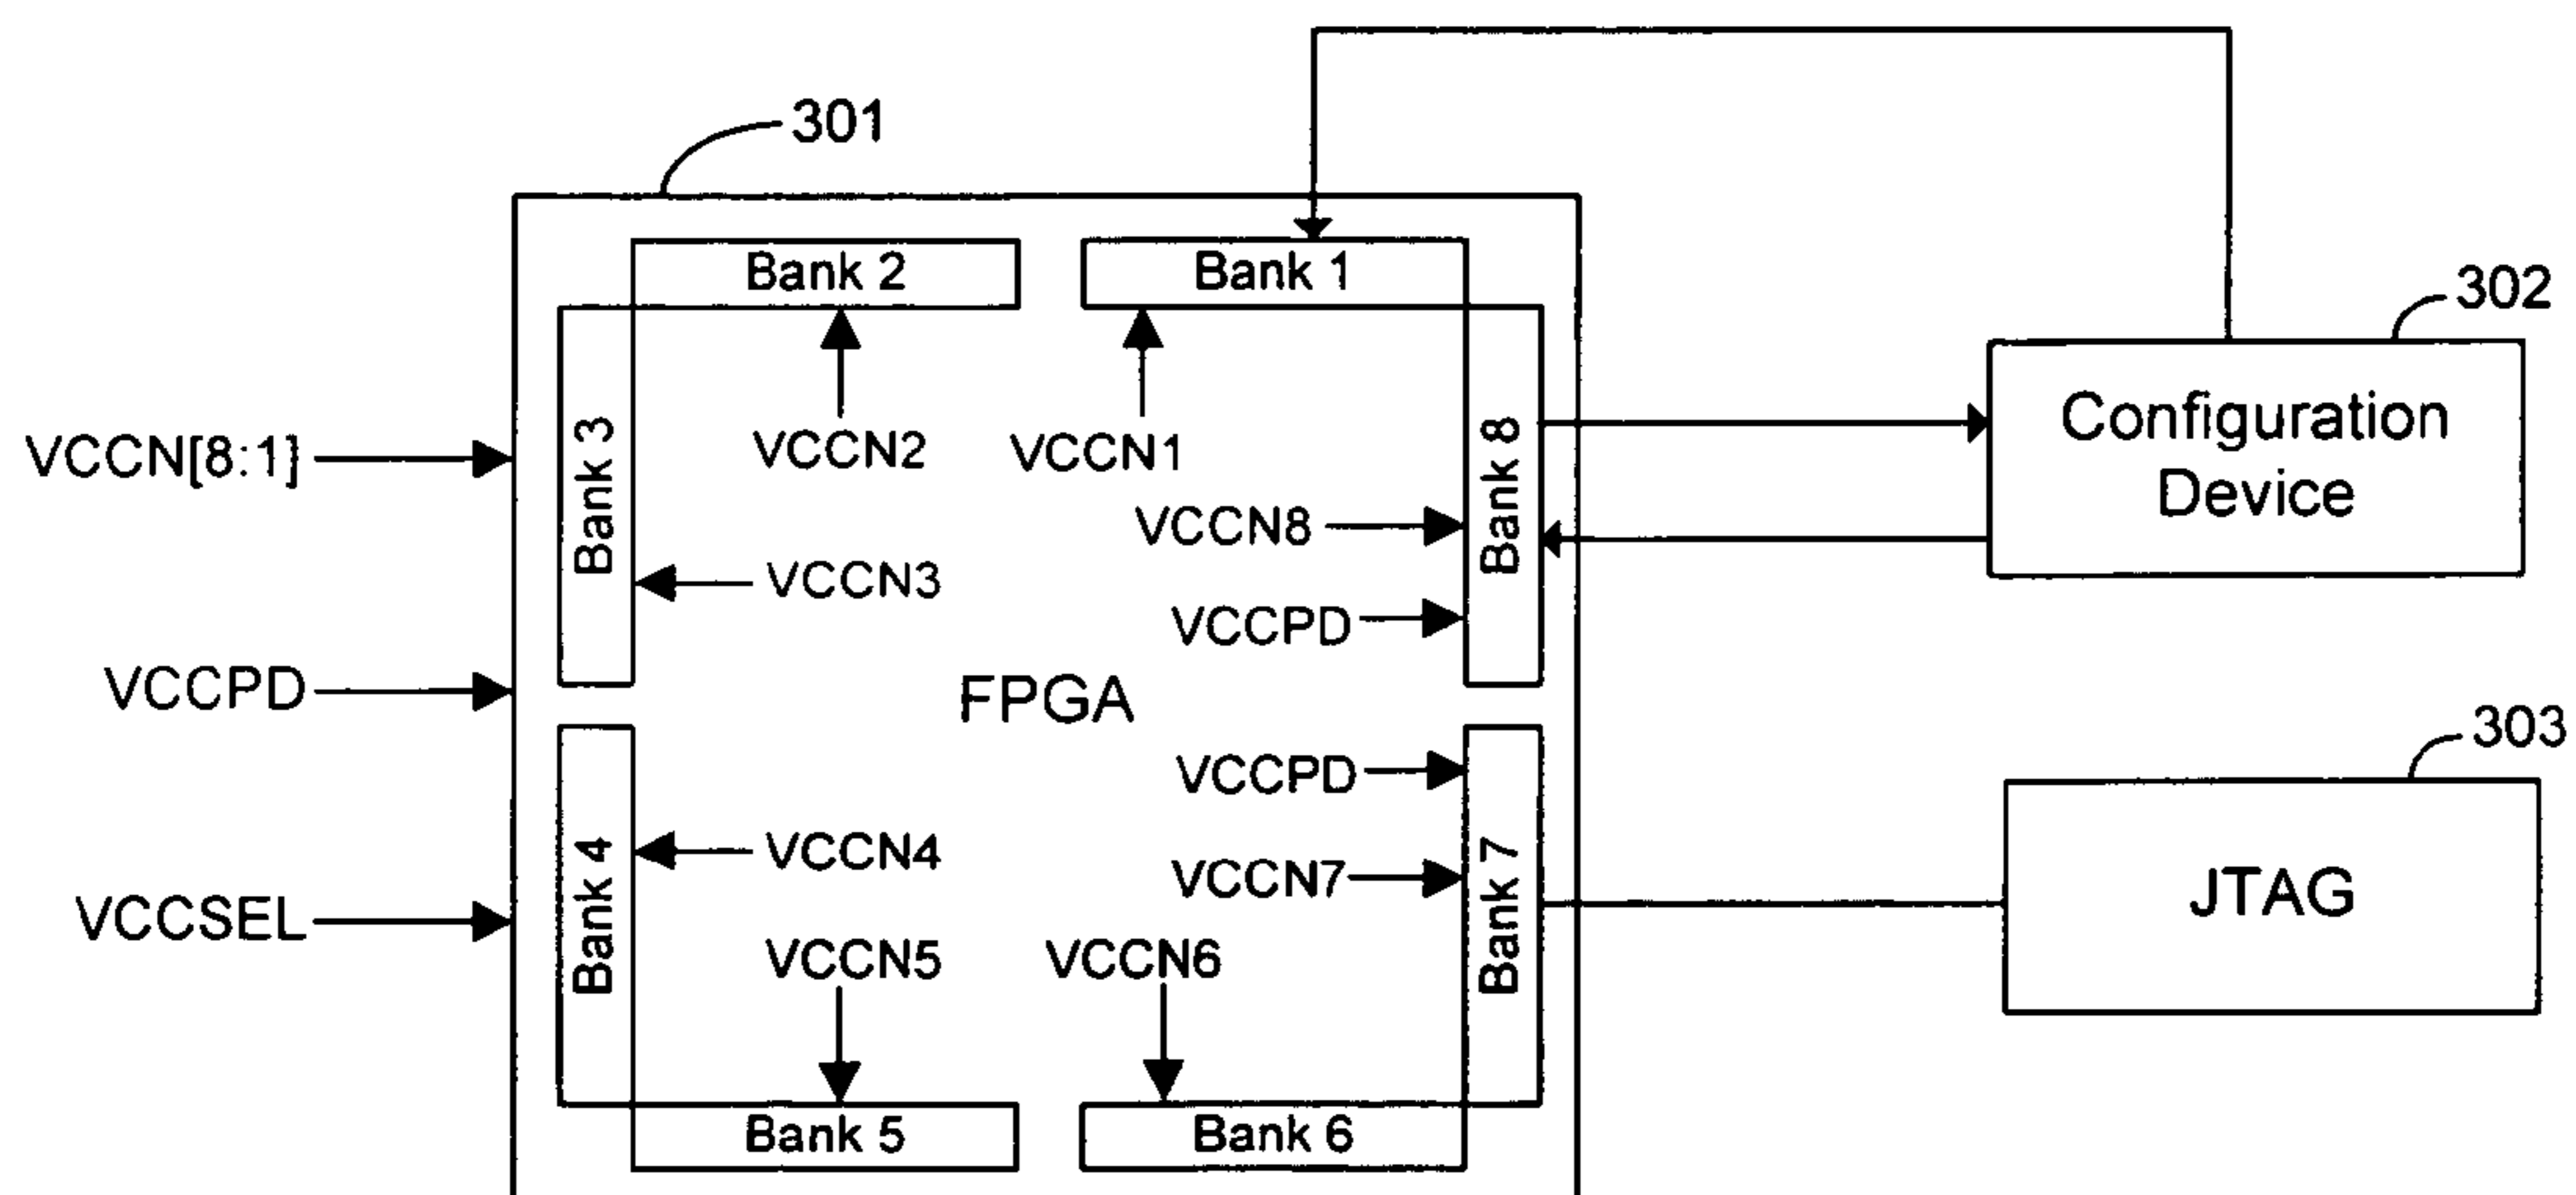 301
Bank 2
Bank 1
302
Configuration
Device
VCCN[8:1]
Bank 3
VCCN2
VCCN1
Bank 8
VCCN8
VCCN3
VCCPD
VCCPD
FPGA
303
VCCPD
Bank 4
VCCN4
VCCN7
Bank 7
JTAG
VCCSEL
VCCN5
VCCN6
Bank 5
Bank 6